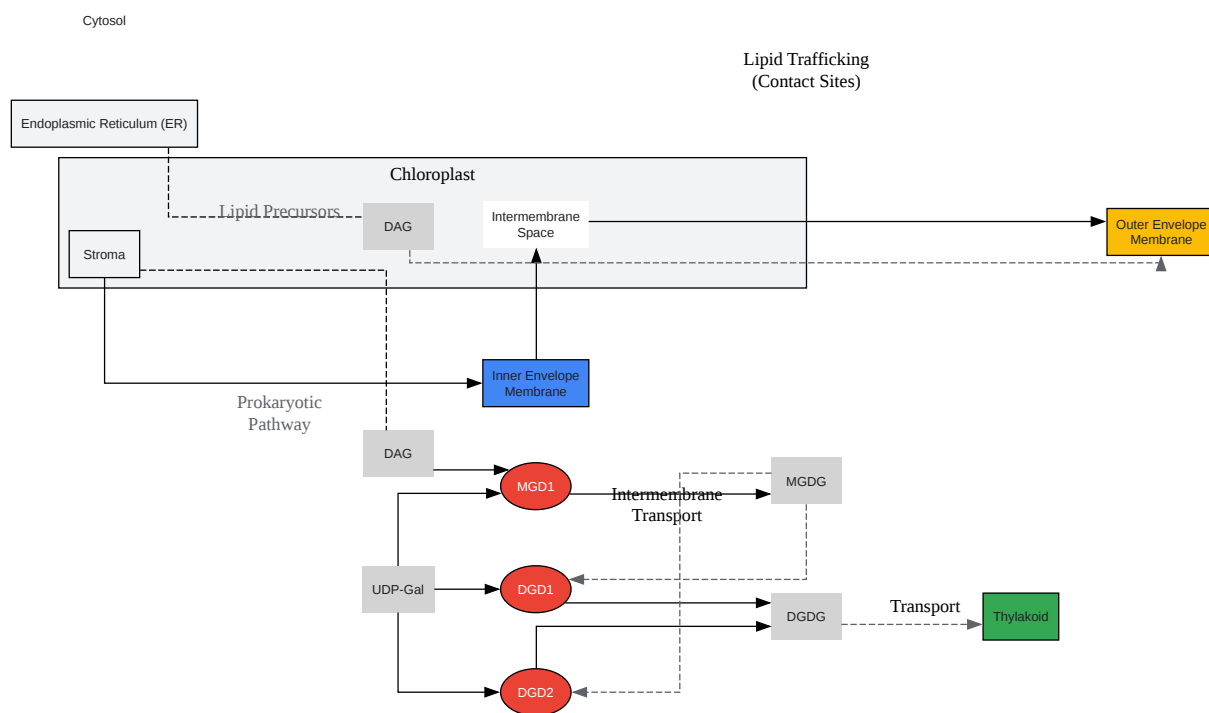 Cytosol
Lipid Trafficking
(Contact Sites)
Endoplasmic Reticulum (ER)
Chloroplast
Lipid Precursors
DAG
Intermembrane
Space
Outer Envelope
Membrane
Stroma
Inner Envelope
Membrane
Prokaryotic
Pathway
DAG
MGD1
Intermembrane
Transport
MGDG
UDP-Gal
DGD1
DGDG
Transport
Thylakoid
DGD2